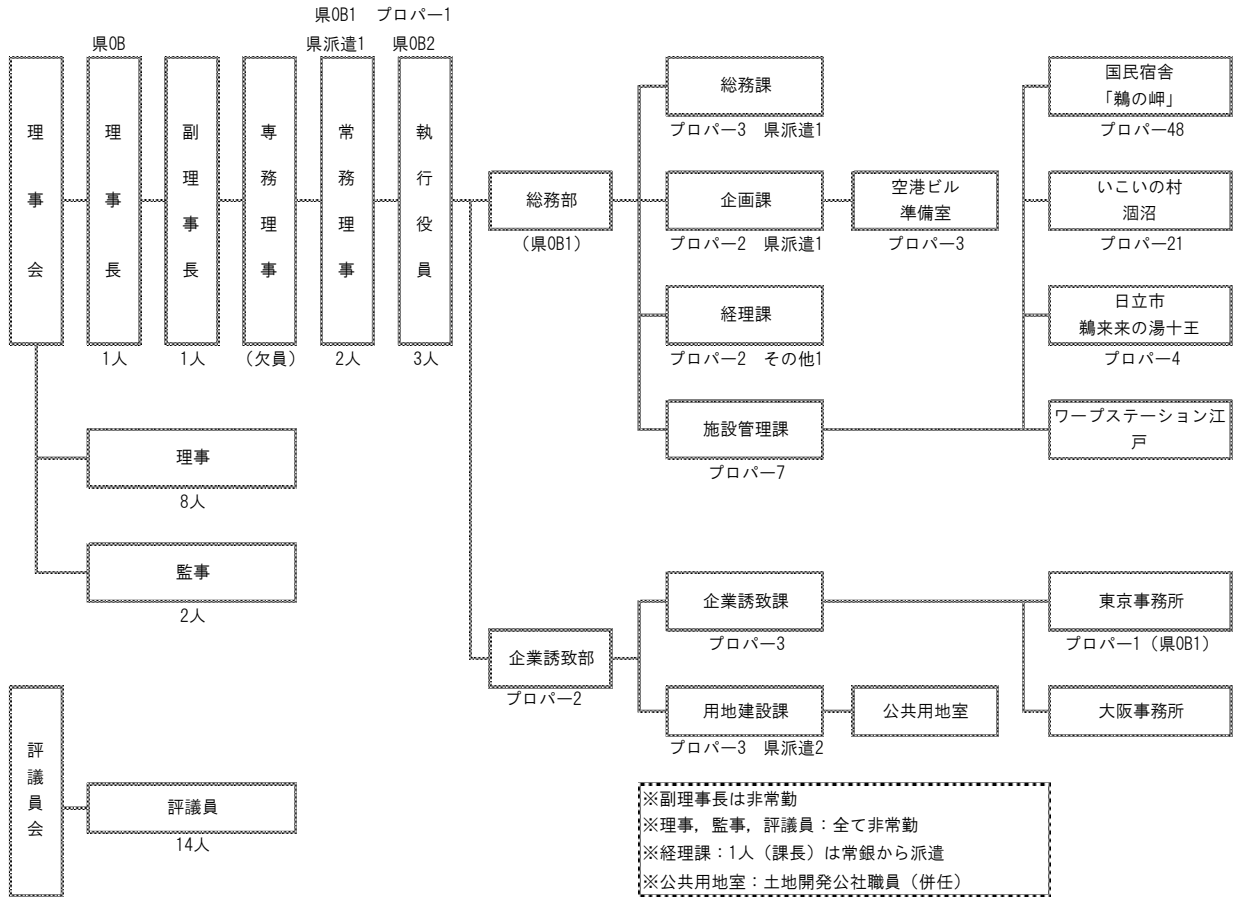 県OB1　プロパー1
県OB
県派遣1
県OB2
理事会
理事長
副理事長
専務理事
常務理事
執行役員
1人
1人
(欠員)
2人
3人
理事
8人
監事
2人
評議員会
評議員
14人
総務部
(県OB1)
総務課
プロパー3　県派遣1
企画課
プロパー2　県派遣1
空港ビル
準備室
プロパー3
経理課
プロパー2　その他1
施設管理課
プロパー7
国民宿舎
「鵜の岬」
プロパー48
いこいの村
涸沼
プロパー21
日立市
鵜来来の湯十王
プロパー4
ワープステーション江
戸
企業誘致部
プロパー2
企業誘致課
プロパー3
東京事務所
プロパー1（県OB1）
用地建設課
プロパー3　県派遣2
公共用地室
大阪事務所
※副理事長は非常勤
※理事，監事，評議員：全て非常勤
※経理課：1人（課長）は常銀から派遣
※公共用地室：土地開発公社職員（併任）